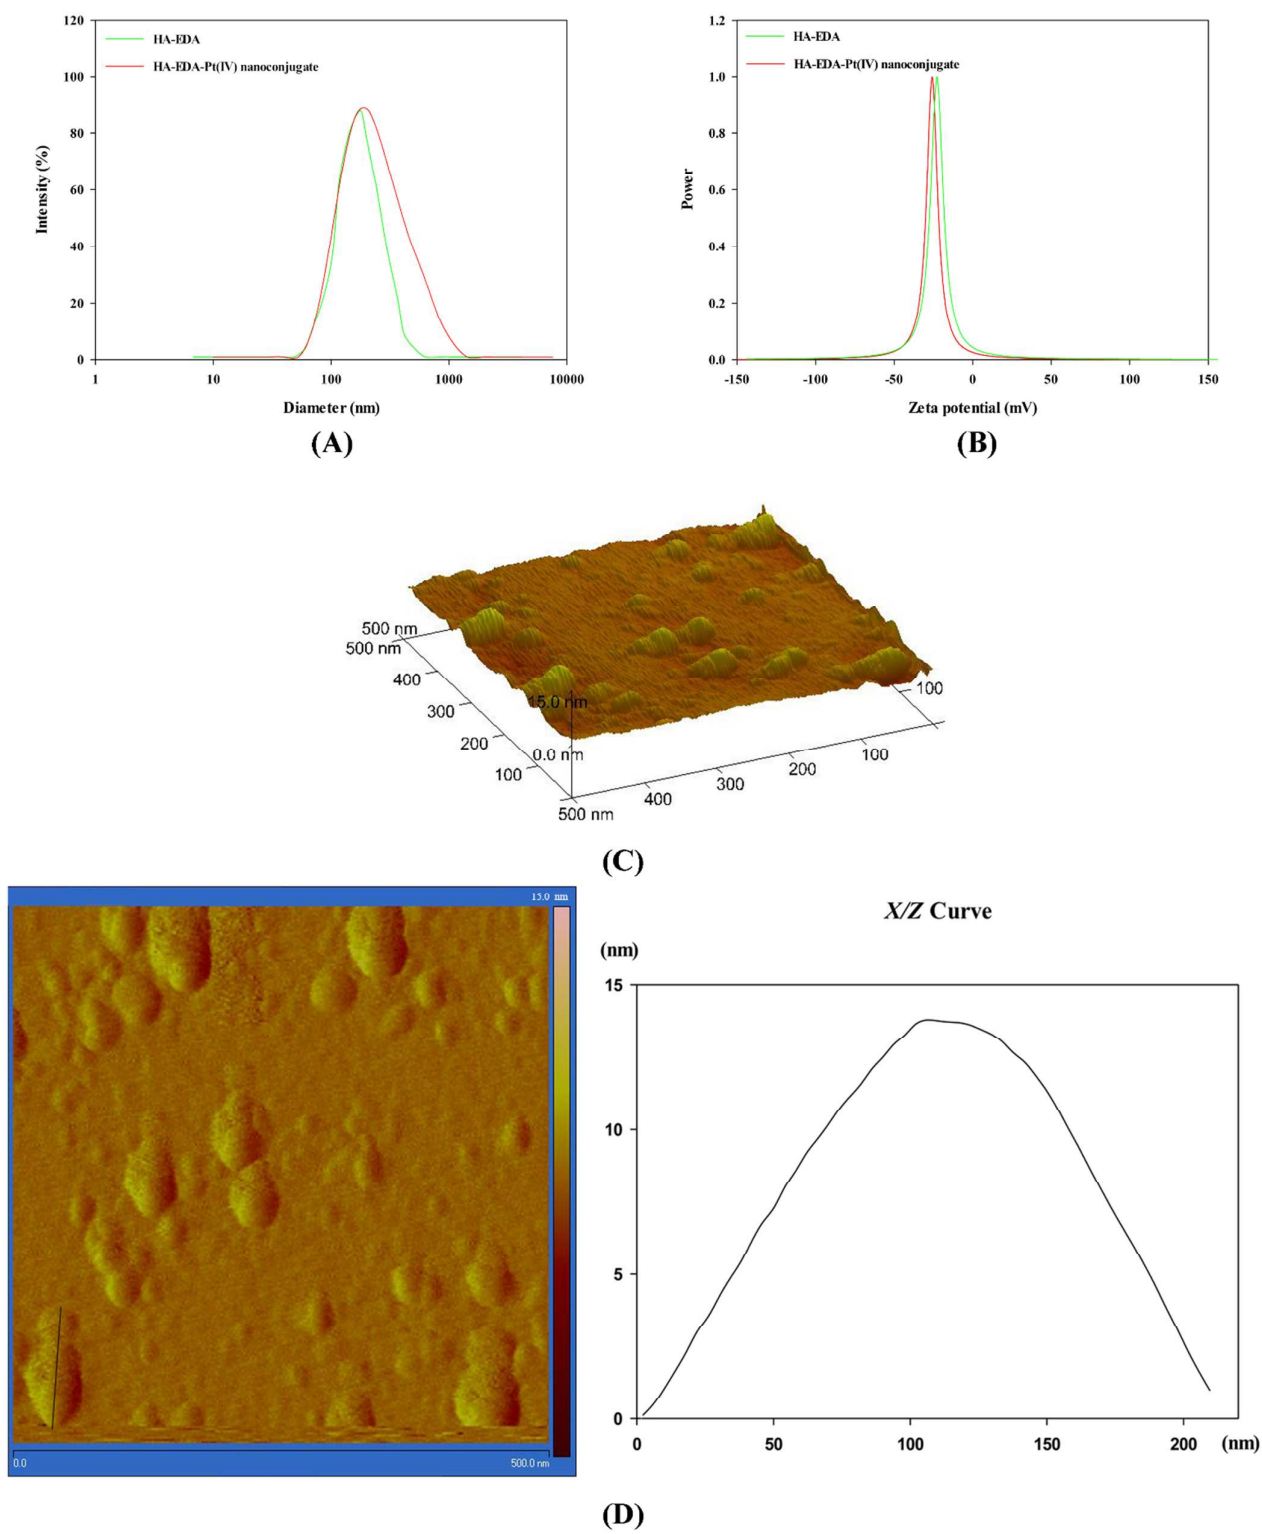 120
100
80
60
40
20
0
HA-EDA
HA-EDA-Pt(IV) nanoconjugate
Intensity (%)
1
10
100
1000
10000
Diameter (nm)
(A)
1.2
1.0
0.8
0.6
0.4
0.2
0.0
HA-EDA
HA-EDA-Pt(IV) nanoconjugate
Power
-150
-100
-50
0
50
100
150
Zeta potential (mV)
(B)
500 nm
500 nm
400
300
200
100
15.0 nm
0.0 nm
500 nm
400
300
200
100
100
(C)
15.0 nm
0.0
500.0 nm
X/Z Curve
(nm)
15
10
5
0
0
50
100
150
200
(nm)
(D)